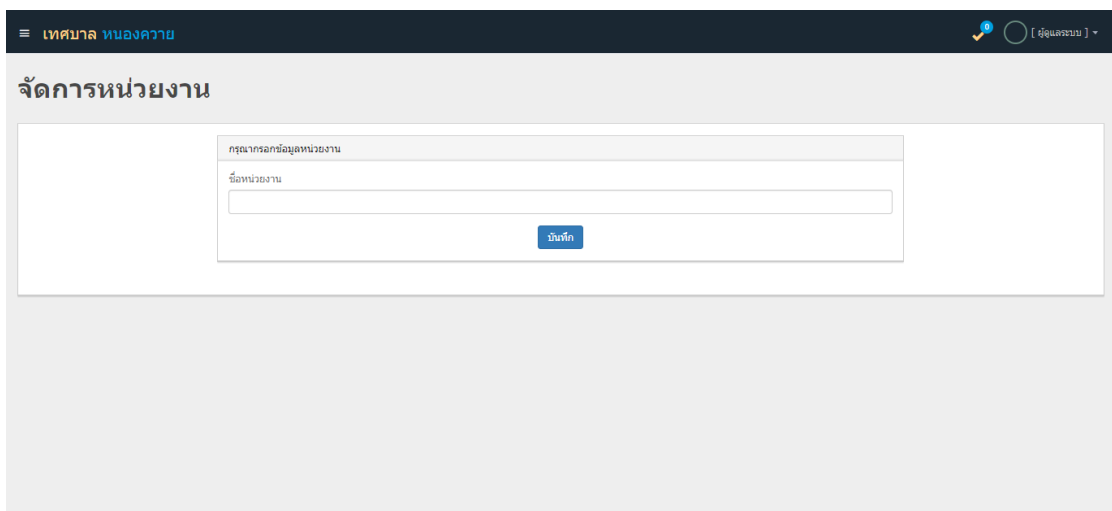 ≡ เทศบาล หนองควาย
0
[ ผู้ดูแลระบบ ]
จัดการหน่วยงาน
กรุณากรอกข้อมูลหน่วยงาน
ชื่อหน่วยงาน
บันทึก